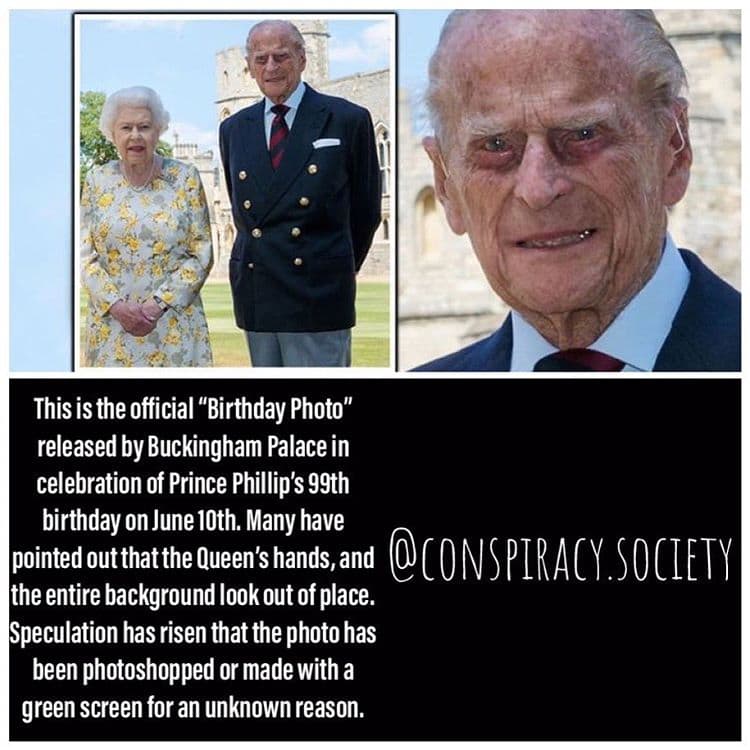 This is the official “Birthday Photo”
released by Buckingham Palace in
celebration of Prince Phillip’s 99th
birthday on June 10th. Many have
pointed out that the Queen’s hands, and
the entire background look out of place.
Speculation has risen that the photo has
been photoshopped or made with a
green screen for an unknown reason.
@CONSPIRACY.SOCIETY